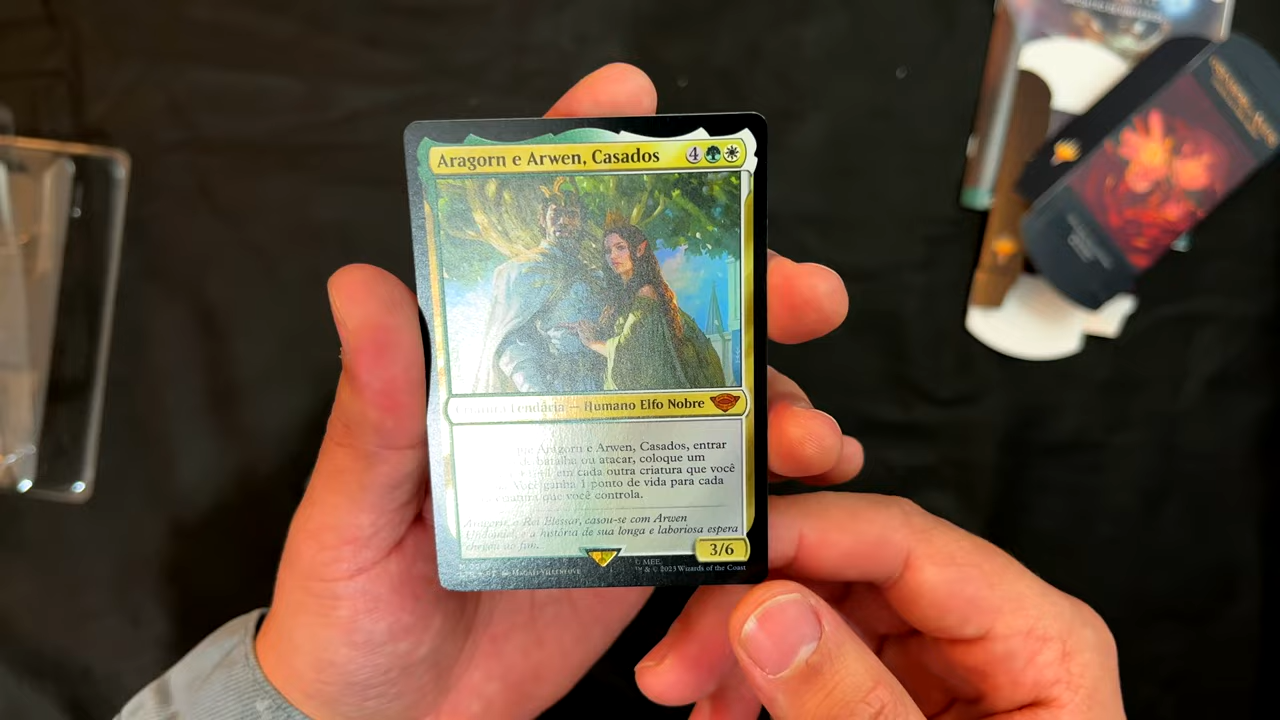 Aragorn e Arwen, Casados 4
Criatura Lendária — Humano Elfo Nobre
Aragorn e Arwen, Casados, entrar
de batalha ou atacar, coloque um
em cada outra criatura que você
Você ganha 1 ponto de vida para cada
que você controla.
Aragorn, o Rei Elessar, casou-se com Arwen
Undómiel, e a história de sua longa e laboriosa espera
chegou ao fim.
3/6
© MEE.
™ & © 2023 Wizards of the Coast